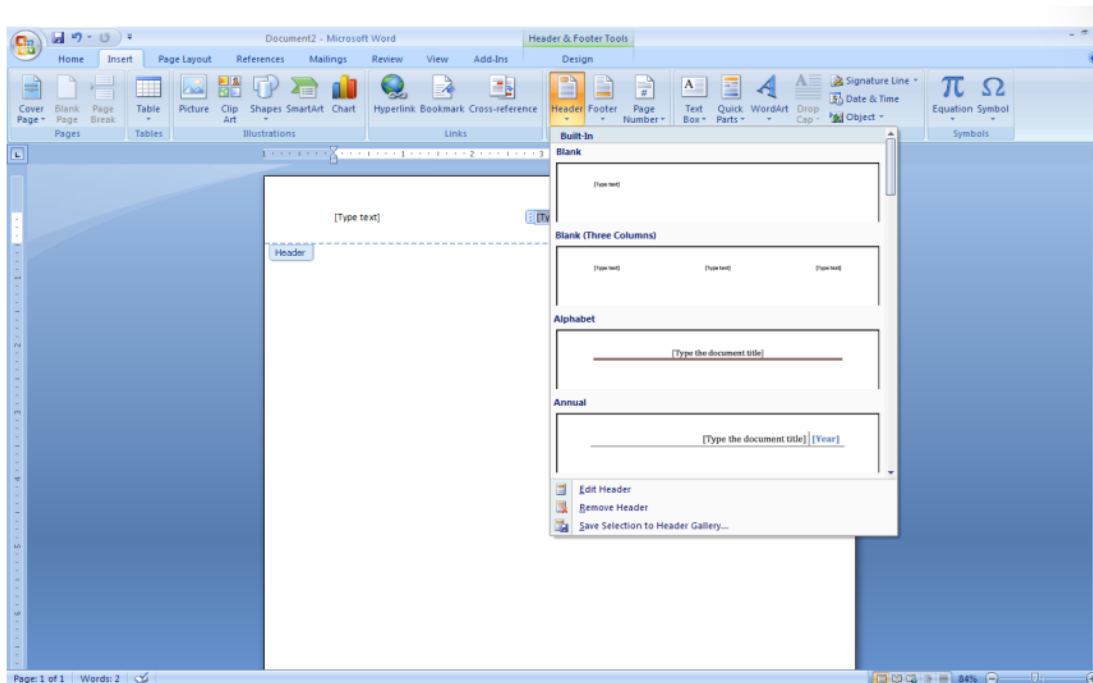 Document2 - Microsoft Word Header & Footer Tools
Home Insert Page Layout References Mailings Review View Add-Ins Design
Cover Page Blank Page Page Break Table Picture Clip Art Shapes SmartArt Chart Hyperlink Bookmark Cross-reference Header Footer Page Number Text Box Quick Parts WordArt Drop Cap Signature Line Date & Time Object Equation Symbol
Pages Tables Illustrations Links Symbols
1 1 2 3
[Type text] [Ty
Header
Built-In
Blank
[Type text]
Blank (Three Columns)
[Type text] [Type text] [Type text]
Alphabet
[Type the document title]
Annual
[Type the document title] [Year]
Edit Header
Remove Header
Save Selection to Header Gallery...
Page: 1 of 1 Words: 2 84%